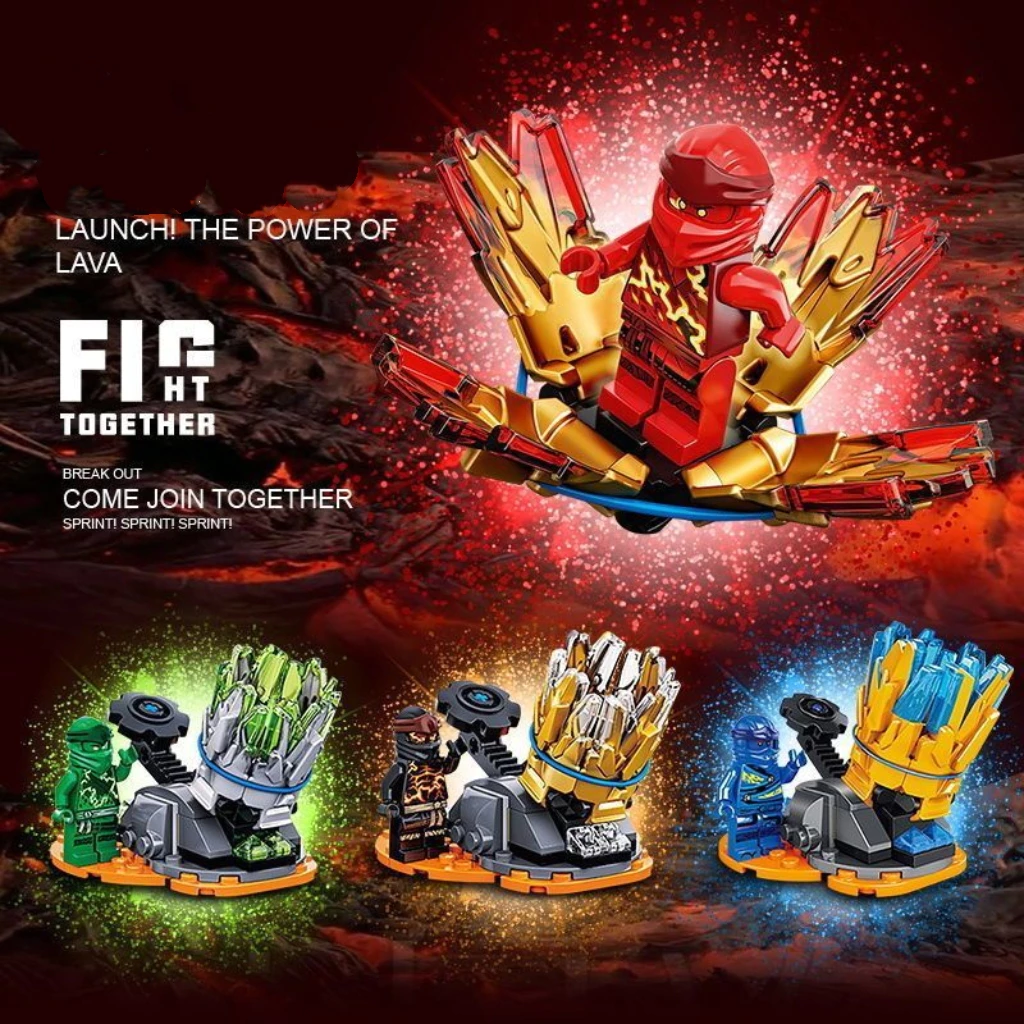 LAUNCH! THE POWER OF
LAVA
FIG
HT
TOGETHER
BREAK OUT
COME JOIN TOGETHER
SPRINT! SPRINT! SPRINT!